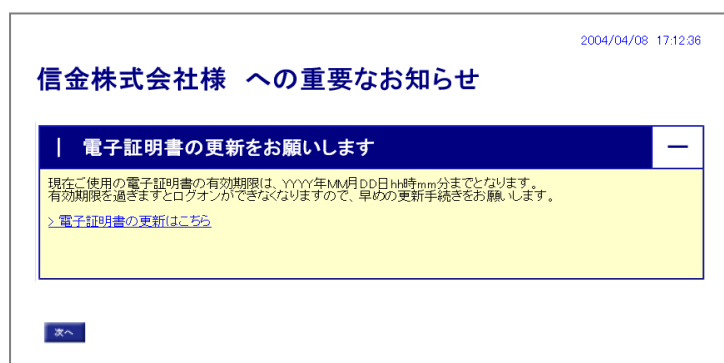 2004/04/08 17:12:36
信金株式会社様 への重要なお知らせ
| 電子証明書の更新をお願いします
現在ご使用の電子証明書の有効期限は、YYYY年MM月DD日hh時mm分までとなります。
有効期限を過ぎますとログオンができなくなりますので、早めの更新手続きをお願いします。
> 電子証明書の更新はこちら
次へ